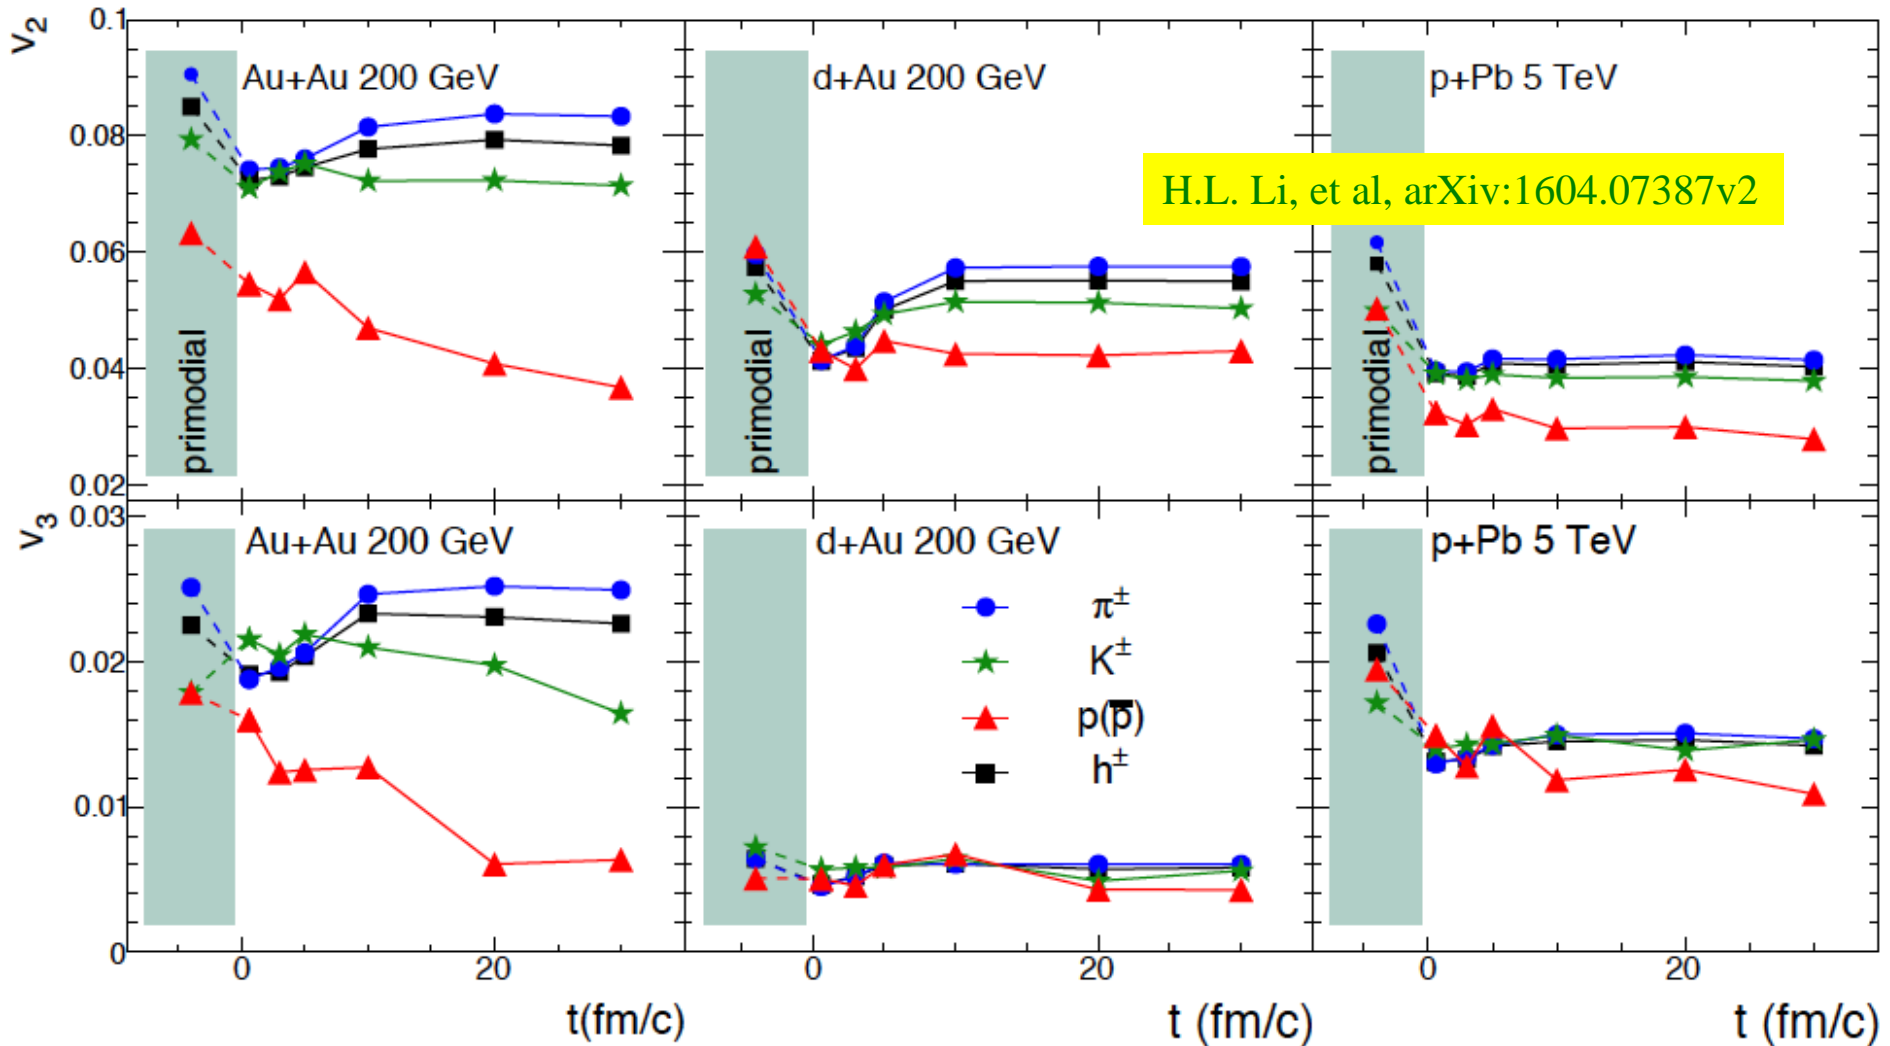 v₂
0.1
0.08
0.06
0.04
0.02
Au+Au 200 GeV
primodial
d+Au 200 GeV
primodial
p+Pb 5 TeV
primodial
H.L. Li, et al, arXiv:1604.07387v2
v₃
0.03
0.02
0.01
0
Au+Au 200 GeV
d+Au 200 GeV
p+Pb 5 TeV
π±
K±
p(p̄)
h±
0 20
0 20
0 20
t(fm/c)
t (fm/c)
t (fm/c)